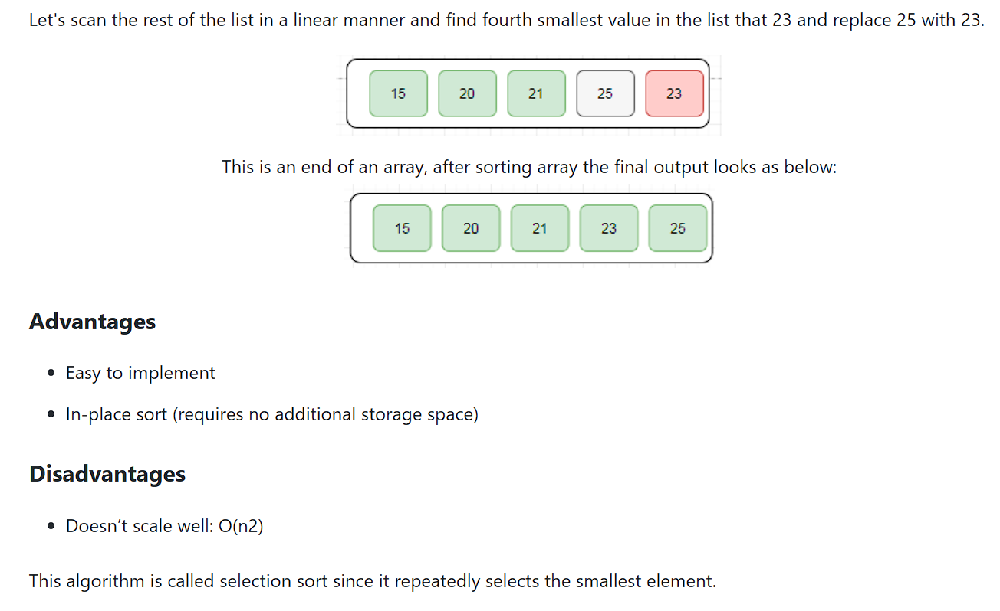 Let's scan the rest of the list in a linear manner and find fourth smallest value in the list that 23 and replace 25 with 23.
15 20 21 25 23
This is an end of an array, after sorting array the final output looks as below:
15 20 21 23 25
Advantages
• Easy to implement
• In-place sort (requires no additional storage space)
Disadvantages
• Doesn’t scale well: O(n2)
This algorithm is called selection sort since it repeatedly selects the smallest element.